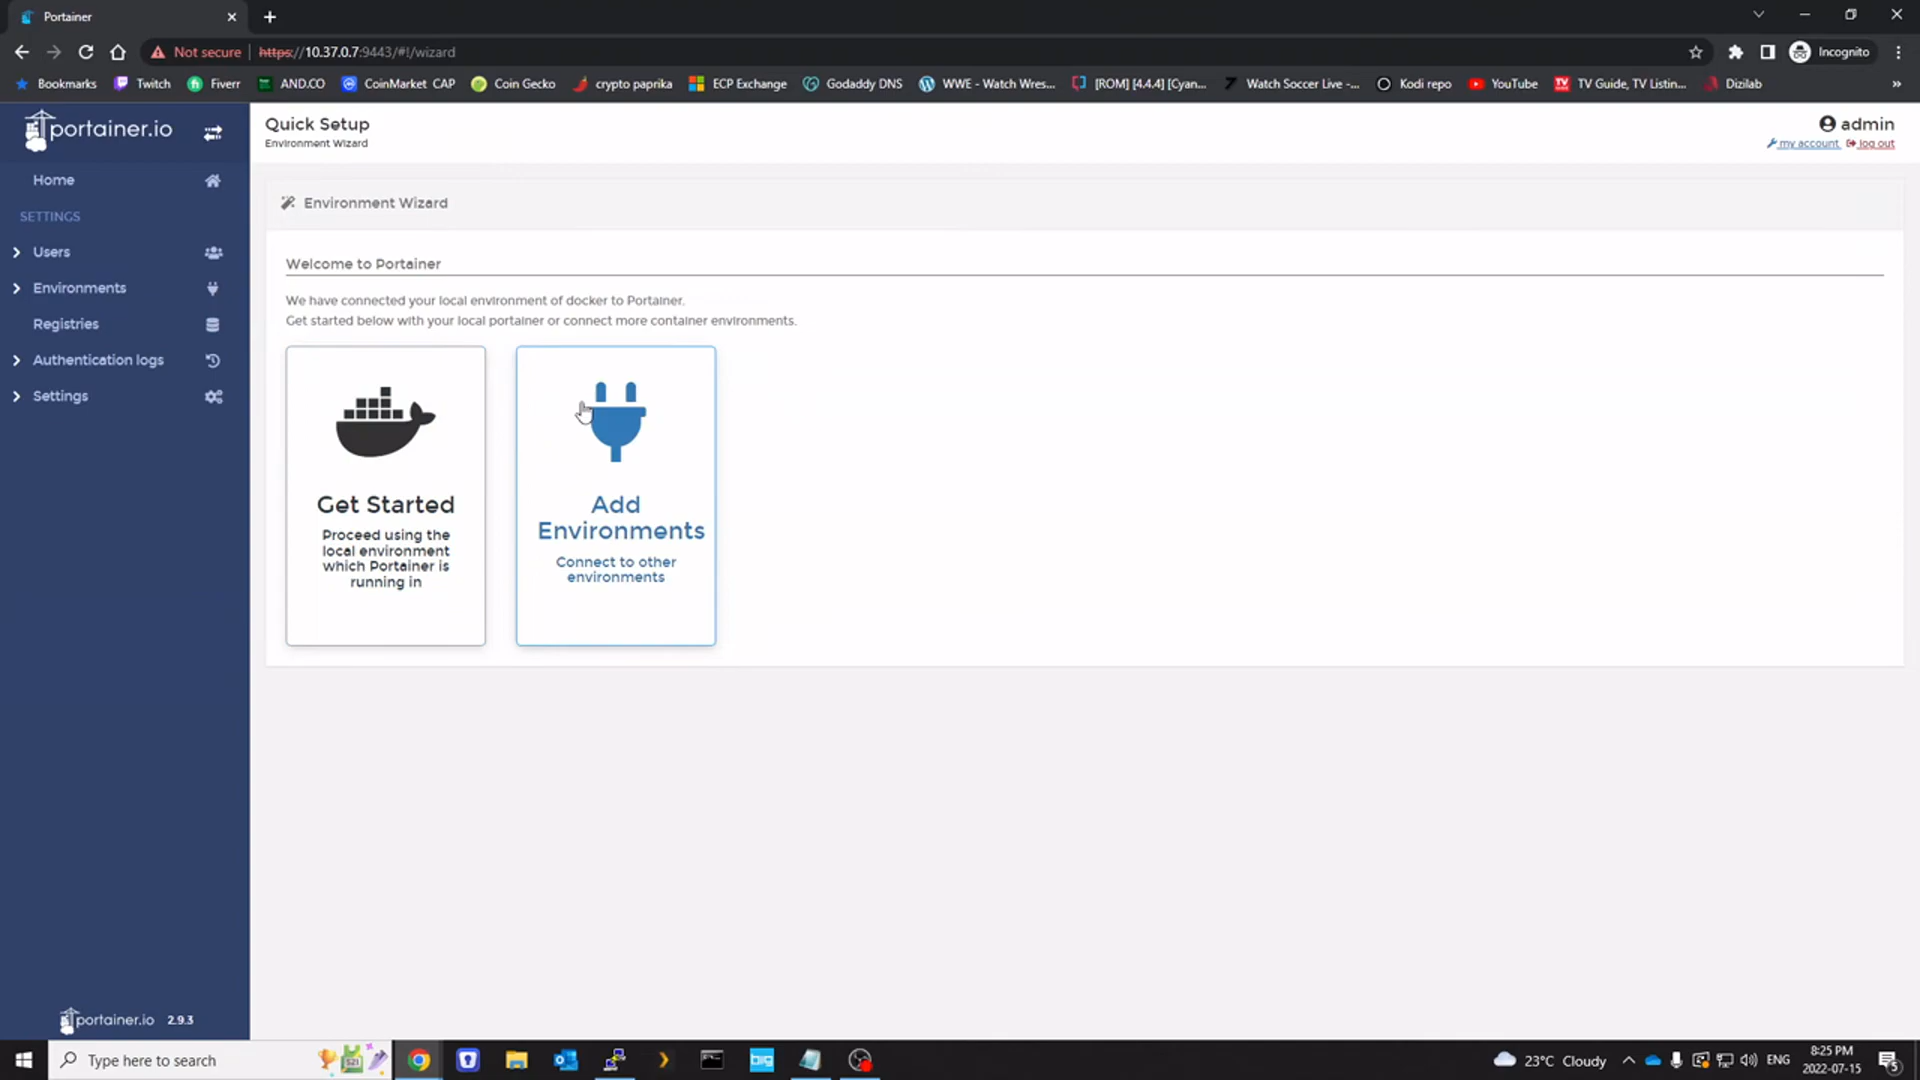 Portainer
Not secure
https://10.37.0.7:9443/#!/wizard
Incognito
Bookmarks
Twitch
Fiverr
AND.CO
CoinMarket CAP
Coin Gecko
crypto paprika
ECP Exchange
Godaddy DNS
WWE - Watch Wres...
[ROM] [4.4.4] [Cyan...
Watch Soccer Live -...
Kodi repo
YouTube
TV Guide, TV Listin...
Dizilab
»
portainer.io
Quick Setup
Environment Wizard
admin
my account
log out
Home
SETTINGS
Users
Environments
Registries
Authentication logs
Settings
Environment Wizard
Welcome to Portainer
We have connected your local environment of docker to Portainer.
Get started below with your local portainer or connect more container environments.
Get Started
Proceed using the
local environment
which Portainer is
running in
Add
Environments
Connect to other
environments
portainer.io 2.9.3
Type here to search
23°C Cloudy
ENG
8:25 PM
2022-07-15
5